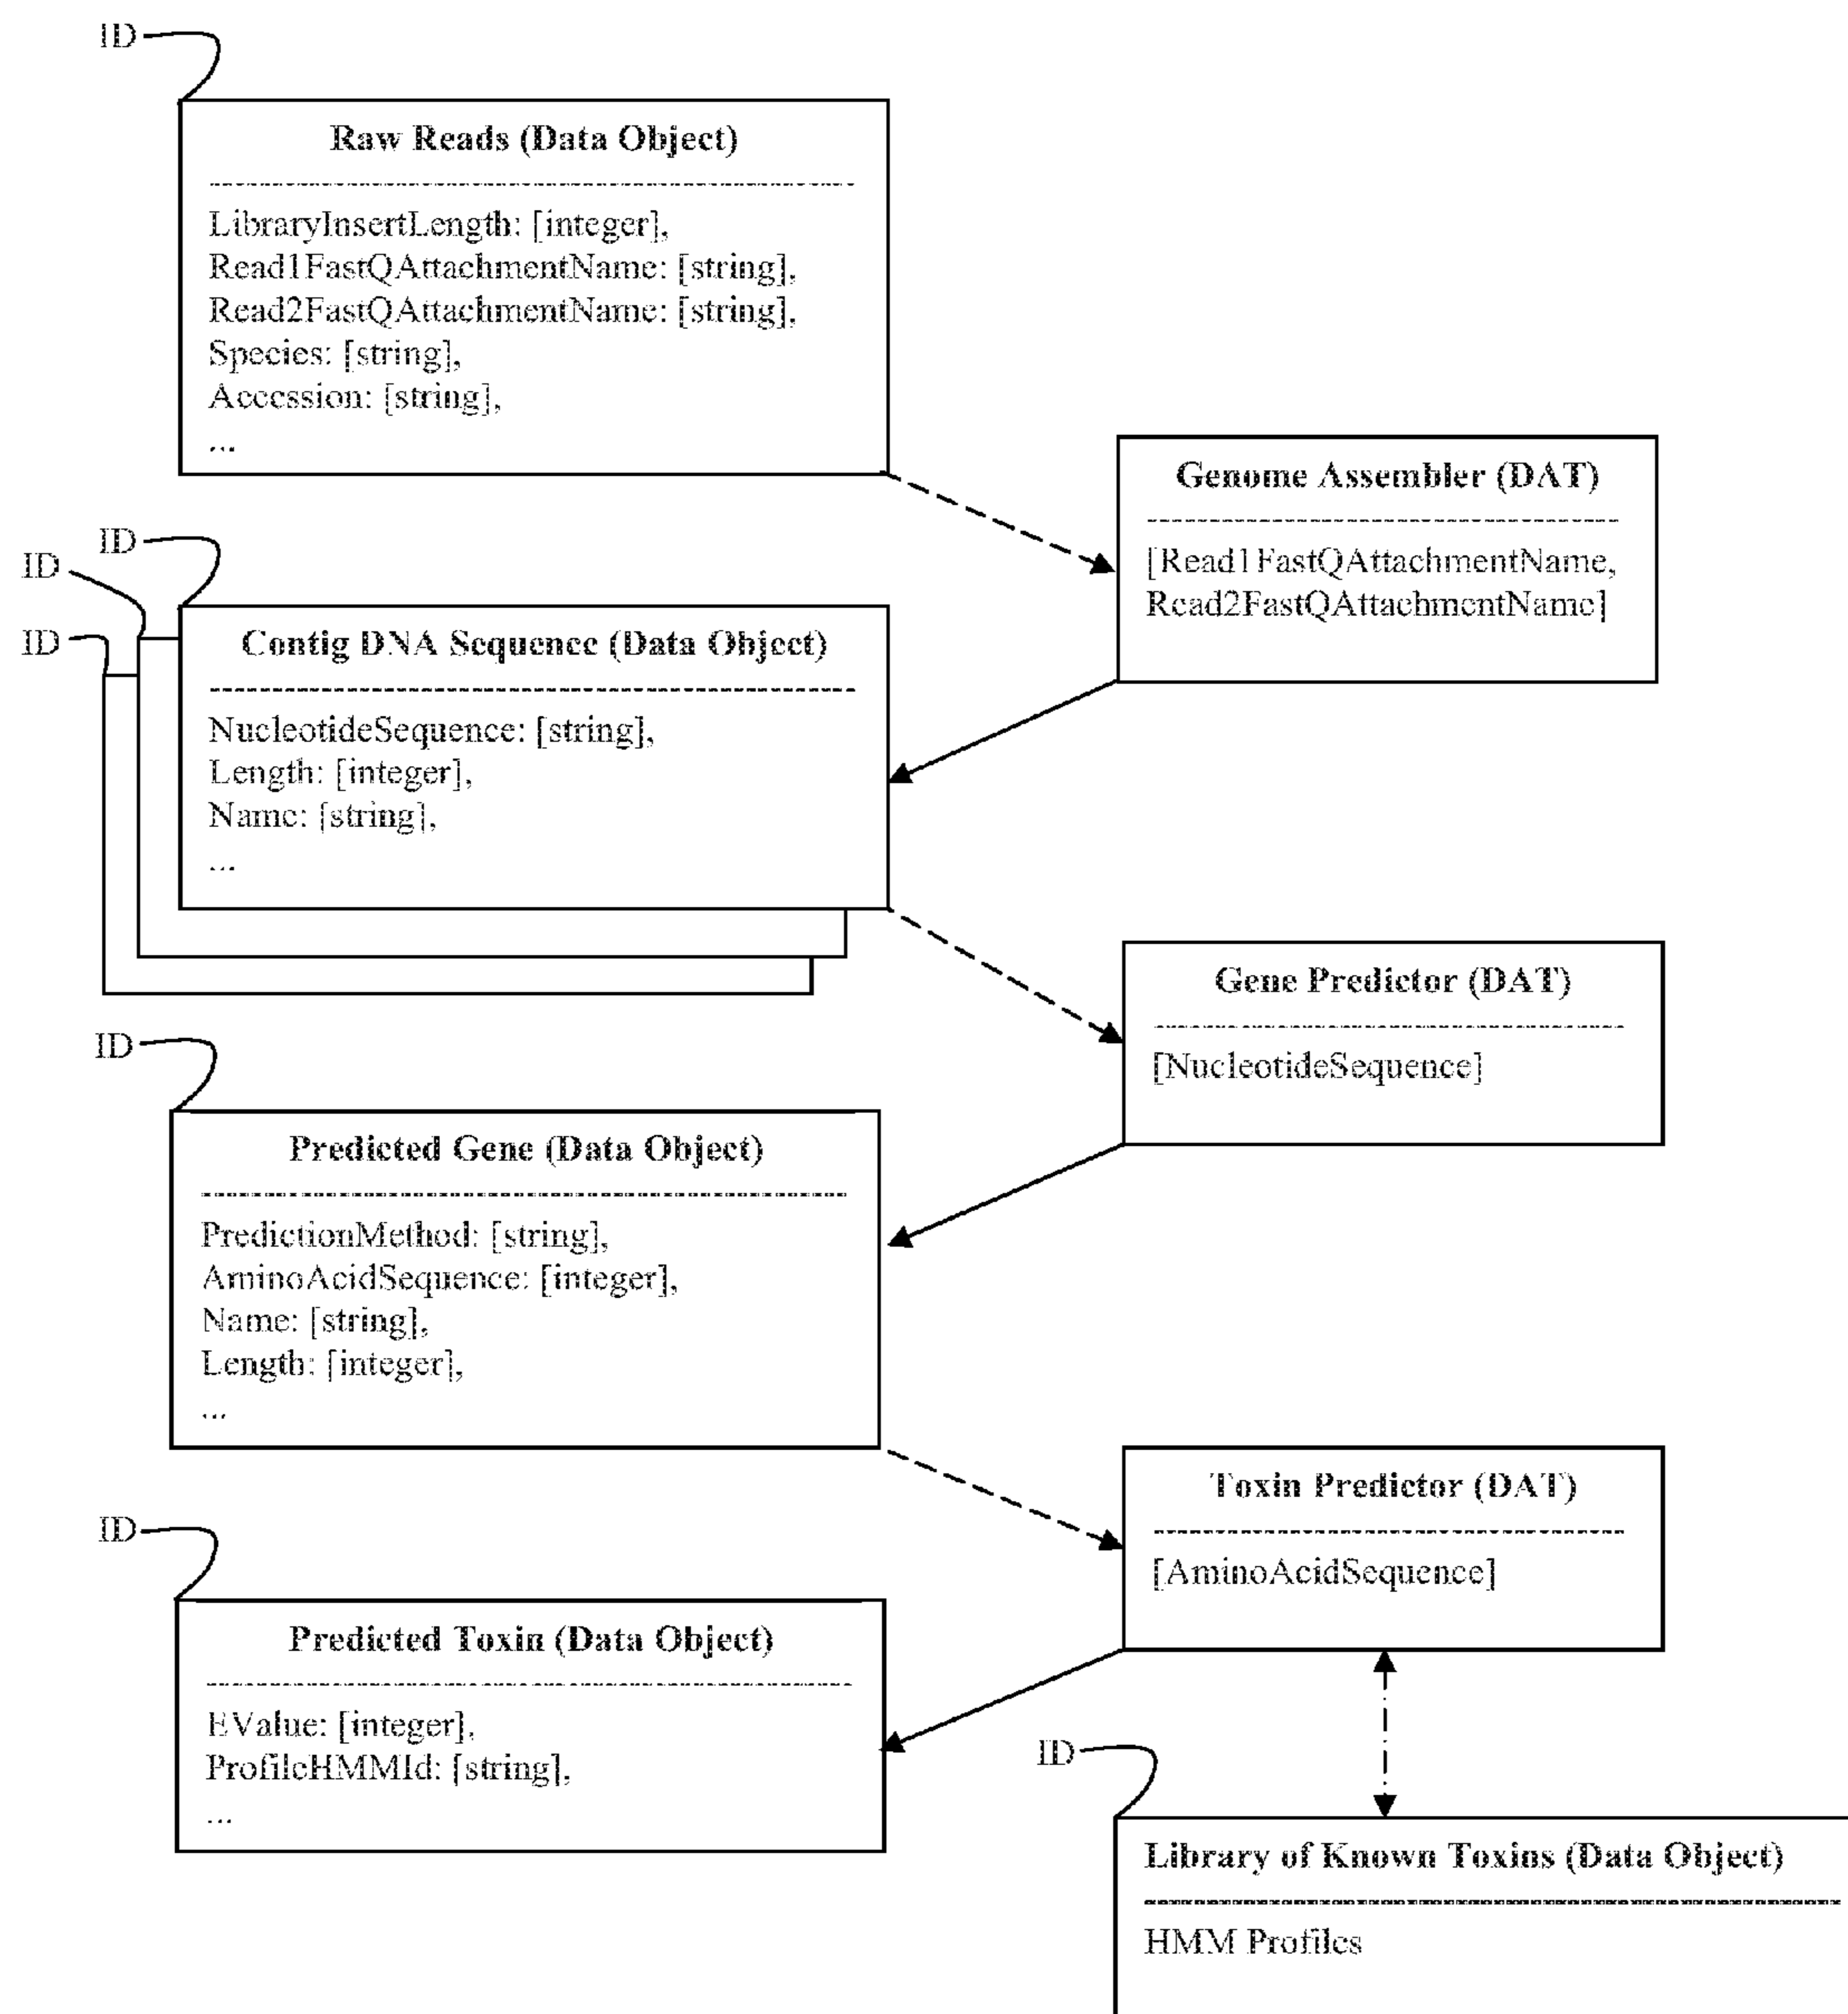 ID
Raw Reads (Data Object)
LibraryInsertLength: [integer],
Read1FastQAttachmentName: [string],
Read2FastQAttachmentName: [string],
Species: [string],
Accession: [string],
...
Genome Assembler (DAT)
[Read1FastQAttachmentName,
Read2FastQAttachmentName]
ID
ID
ID
Contig DNA Sequence (Data Object)
NucleotideSequence: [string],
Length: [integer],
Name: [string],
...
Gene Predictor (DAT)
[NucleotideSequence]
ID
Predicted Gene (Data Object)
PredictionMethod: [string],
AminoAcidSequence: [integer],
Name: [string],
Length: [integer],
...
Toxin Predictor (DAT)
[AminoAcidSequence]
ID
Predicted Toxin (Data Object)
EValue: [integer],
ProfileHMMId: [string],
...
ID
Library of Known Toxins (Data Object)
HMM Profiles